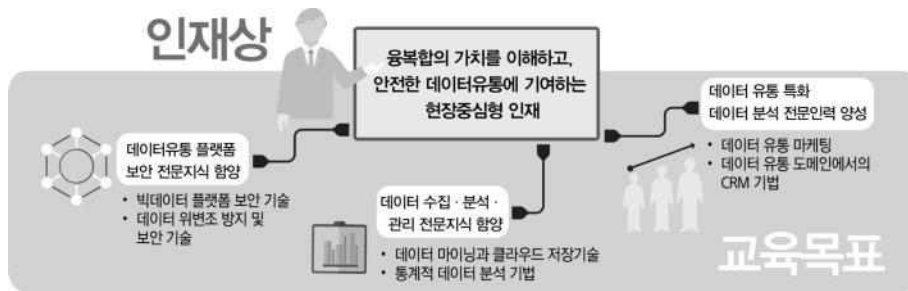 인재상
융복합의 가치를 이해하고,
안전한 데이터유통에 기여하는
현장중심형 인재
데이터유통 플랫폼
보안 전문지식 함양
• 빅데이터 플랫폼 보안 기술
• 데이터 위변조 방지 및
보안 기술
데이터 수집·분석·
관리 전문지식 함양
• 데이터 마이닝과 클라우드 저장기술
• 통계적 데이터 분석 기법
데이터 유통 특화
데이터 분석 전문인력 양성
• 데이터 유통 마케팅
• 데이터 유통 도메인에서의
CRM 기법
교육목표